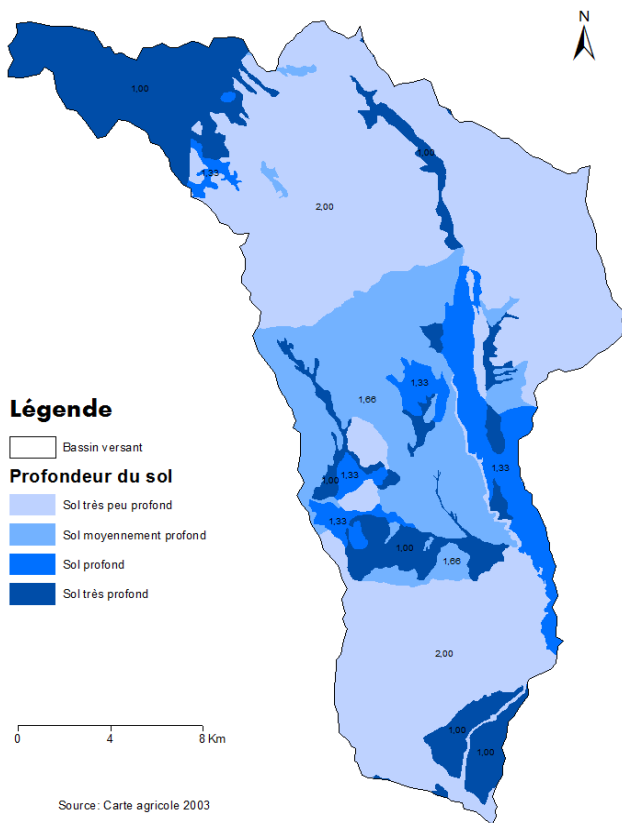 N
1,00
1,00
1,33
2,00
1,33
1,66
1,33
1,33
1,00
1,33
1,00
1,66
2,00
1,00
1,00
Légende
Bassin versant
Profondeur du sol
Sol très peu profond
Sol moyennement profond
Sol profond
Sol très profond
0 4 8 Km
Source: Carte agricole 2003